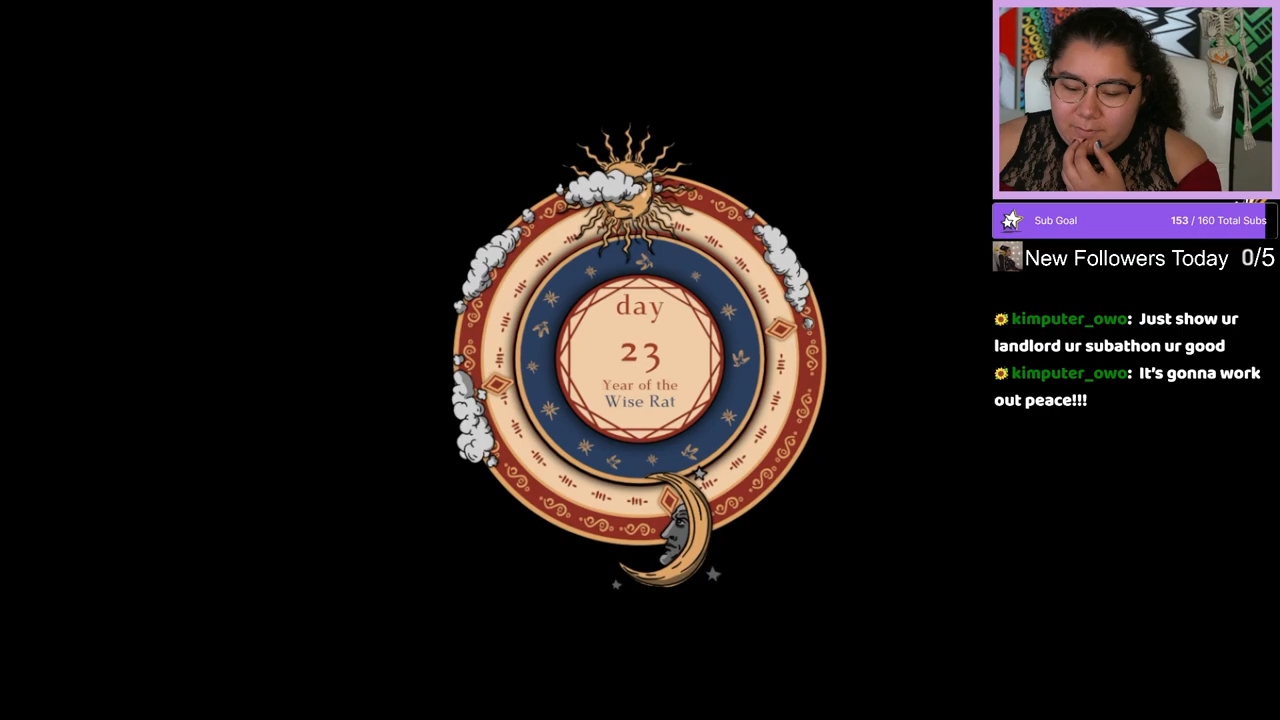 day
23
Year of the
Wise Rat
Sub Goal
153 / 160 Total Subs
New Followers Today 0/5
kimputer_owo: Just show ur
landlord ur subathon ur good
kimputer_owo: It's gonna work
out peace!!!